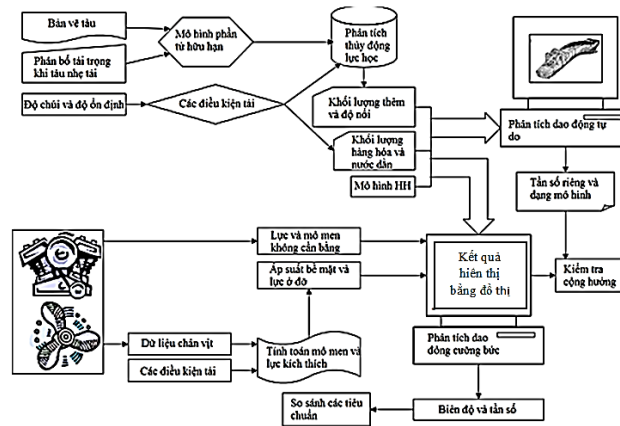 Bản vẽ tàu
Phân bố tải trọng
khi tàu nhẹ tải
Độ chúi và độ ổn định
Mô hình phần
tử hữu hạn
Các điều kiện tải
Phân tích
thủy động
lực học
Khối lượng thêm
và độ nổi
Khối lượng
hàng hóa và
nước dằn
Mô hình HH
Phân tích dao động tự
do
Tần số riêng và
dạng mô hình
Kiểm tra
cộng hưởng
Lực và mô men
không cân bằng
Áp suất bề mặt và
lực ổ đỡ
Kết quả
hiển thị
bằng đồ thị
Phân tích dao
động cưỡng bức
Dữ liệu chân vịt
Các điều kiện tải
Tính toán mô men và
lực kích thích
So sánh các tiêu
chuẩn
Biên độ và tần số